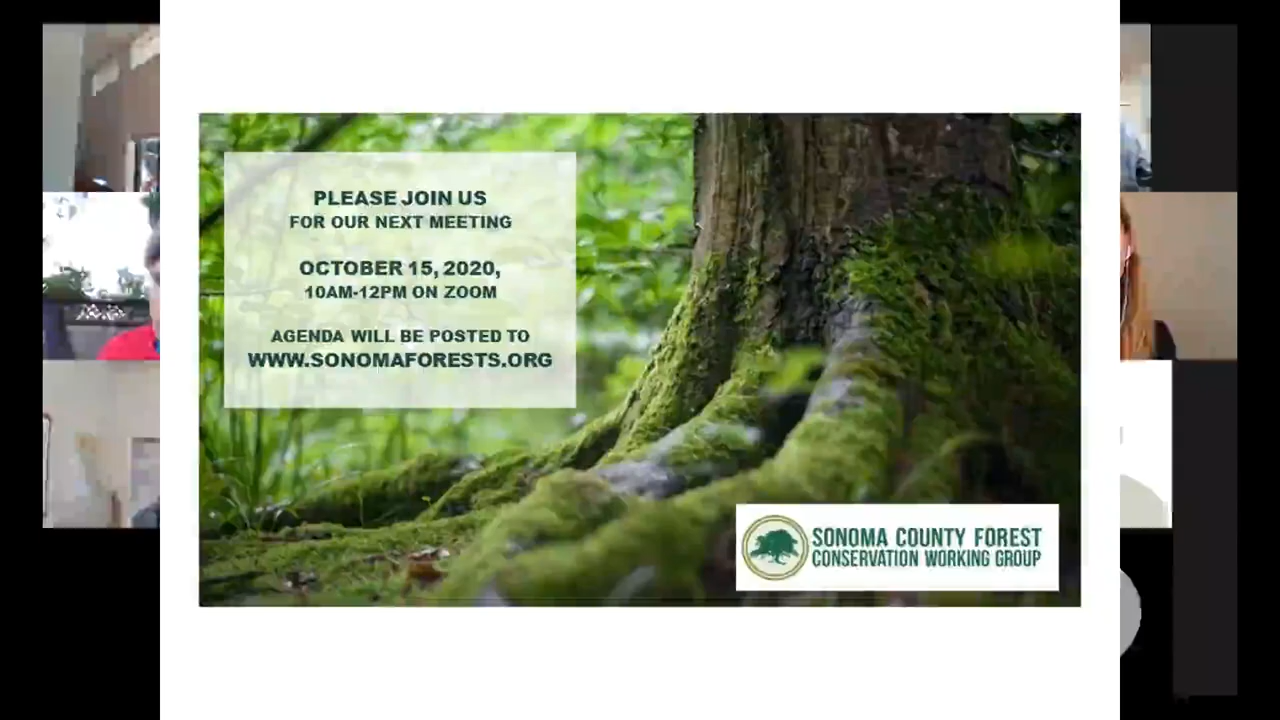 PLEASE JOIN US
FOR OUR NEXT MEETING
OCTOBER 15, 2020,
10AM-12PM ON ZOOM
AGENDA WILL BE POSTED TO
WWW.SONOMAFORESTS.ORG
SONOMA COUNTY FOREST
CONSERVATION WORKING GROUP